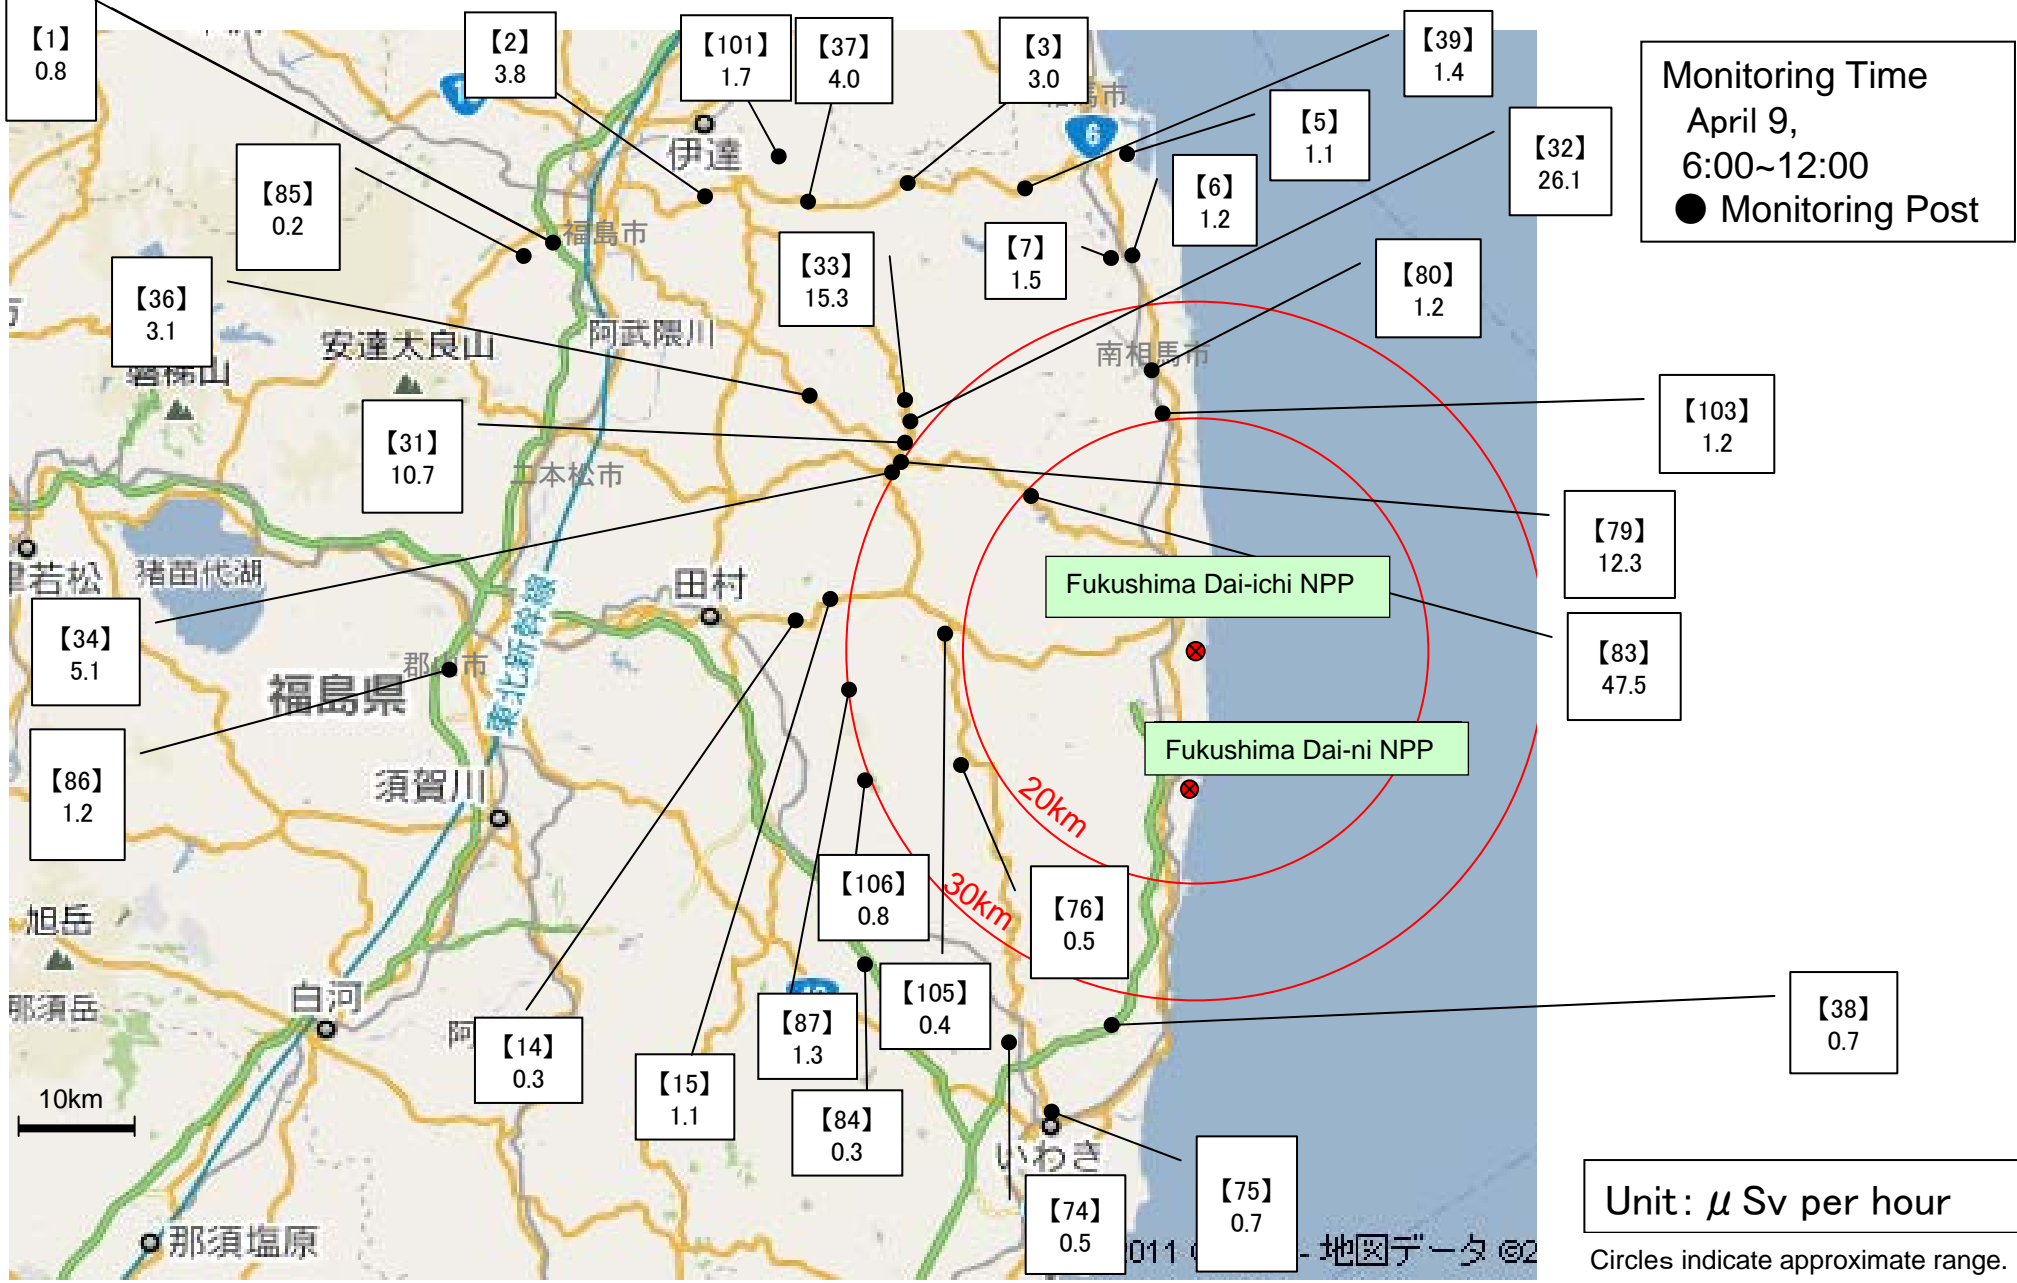 【1】
0.8
【2】
3.8
【101】
1.7
【37】
4.0
【3】
3.0
【39】
1.4
Monitoring Time
April 9,
6:00~12:00
● Monitoring Post
【5】
1.1
【32】
26.1
6
伊達
【85】
0.2
【6】
1.2
福島市
【7】
1.5
【33】
15.3
【80】
1.2
【36】
3.1
阿武隈川
安達太良山
南相馬市
磐梯山
【103】
1.2
【31】
10.7
二本松市
【79】
12.3
猪苗代湖
田村
Fukushima Dai-ichi NPP
【34】
5.1
東北新幹線
【83】
47.5
福島県
Fukushima Dai-ni NPP
【86】
1.2
須賀川
20km
30km
【106】
0.8
【76】
0.5
旭岳
那須岳
白河
【105】
0.4
【38】
0.7
【87】
1.3
【14】
0.3
【15】
1.1
【84】
0.3
10km
いわき
【75】
0.7
【74】
0.5
Unit: μ Sv per hour
那須塩原
- 地図データ ©2
Circles indicate approximate range.